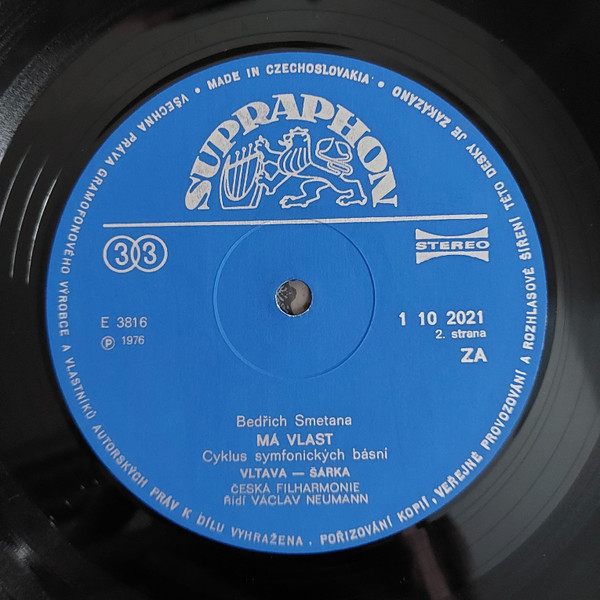 VŠECHNA PRÁVA GRAMOFONOVÉHO VÝROBCE A VLASTNÍKŮ AUTORSKÝCH PRÁV K DÍLU VYHRAŽENA . POŘIZOVÁNÍ KOPIÍ, VEŘEJNÉ PROVOZOVÁNÍ A ROZHLASOVÉ ŠÍŘENÍ TÉTO DESKY JE ZAKÁZÁNO • MADE IN CZECHOSLOVAKIA •
SUPRAPHON
33
STEREO
E 3816
℗ 1976
1 10 2021
2. strana
ZA
Bedřich Smetana
MÁ VLAST
Cyklus symfonických básní
VLTAVA — ŠÁRKA
ČESKÁ FILHARMONIE
Řídí VÁCLAV NEUMANN